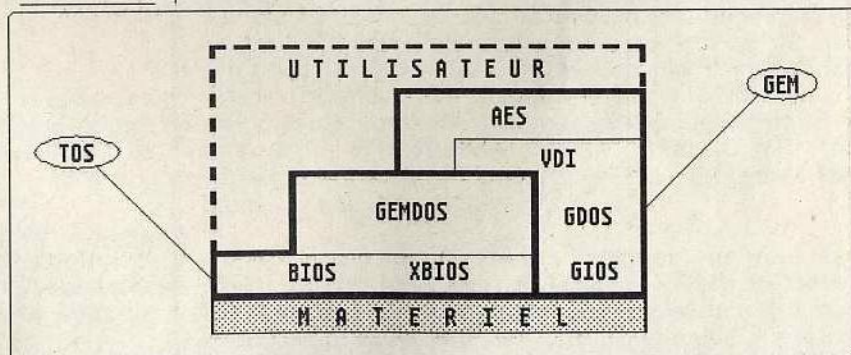 UTILISATEUR
GEM
AES
TOS
VDI
GEMDOS
GDOS
BIOS XBIOS GIOS
MATERIEL